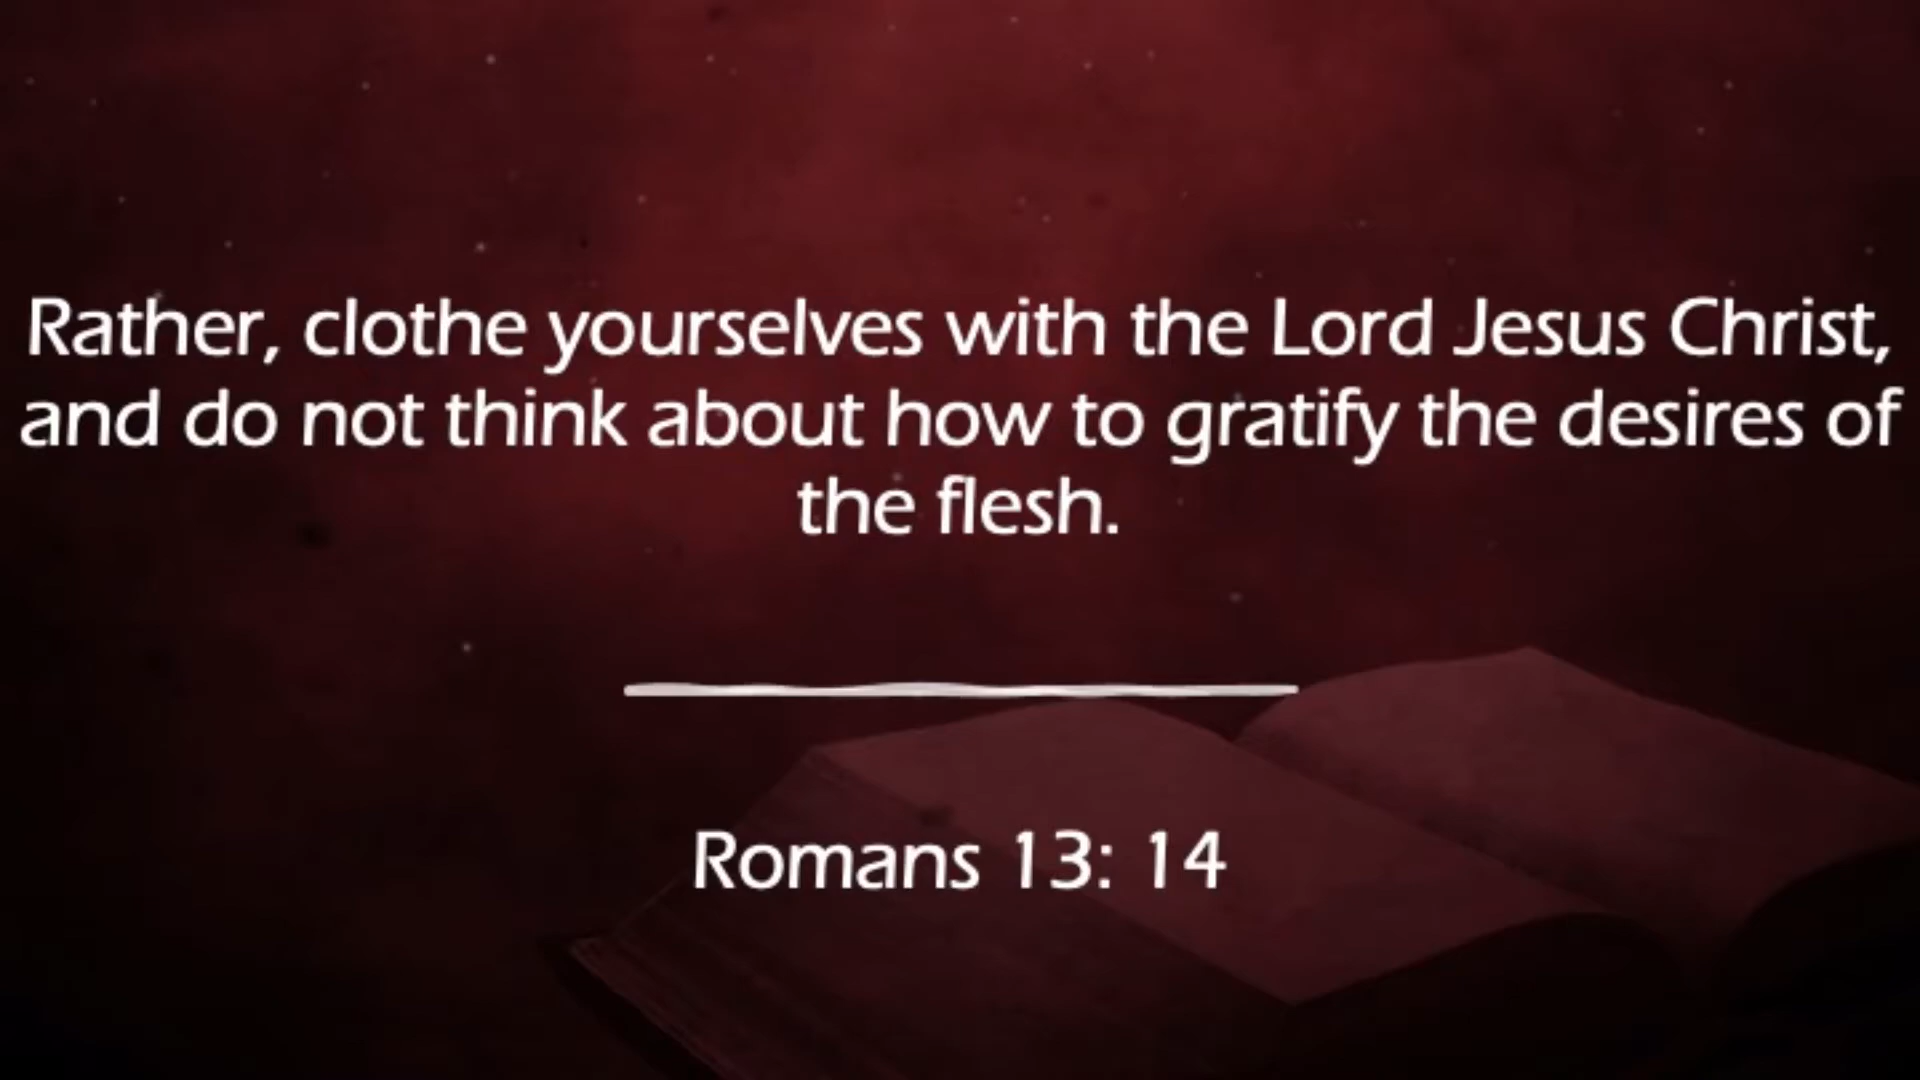 Rather, clothe yourselves with the Lord Jesus Christ,
and do not think about how to gratify the desires of
the flesh.
Romans 13: 14